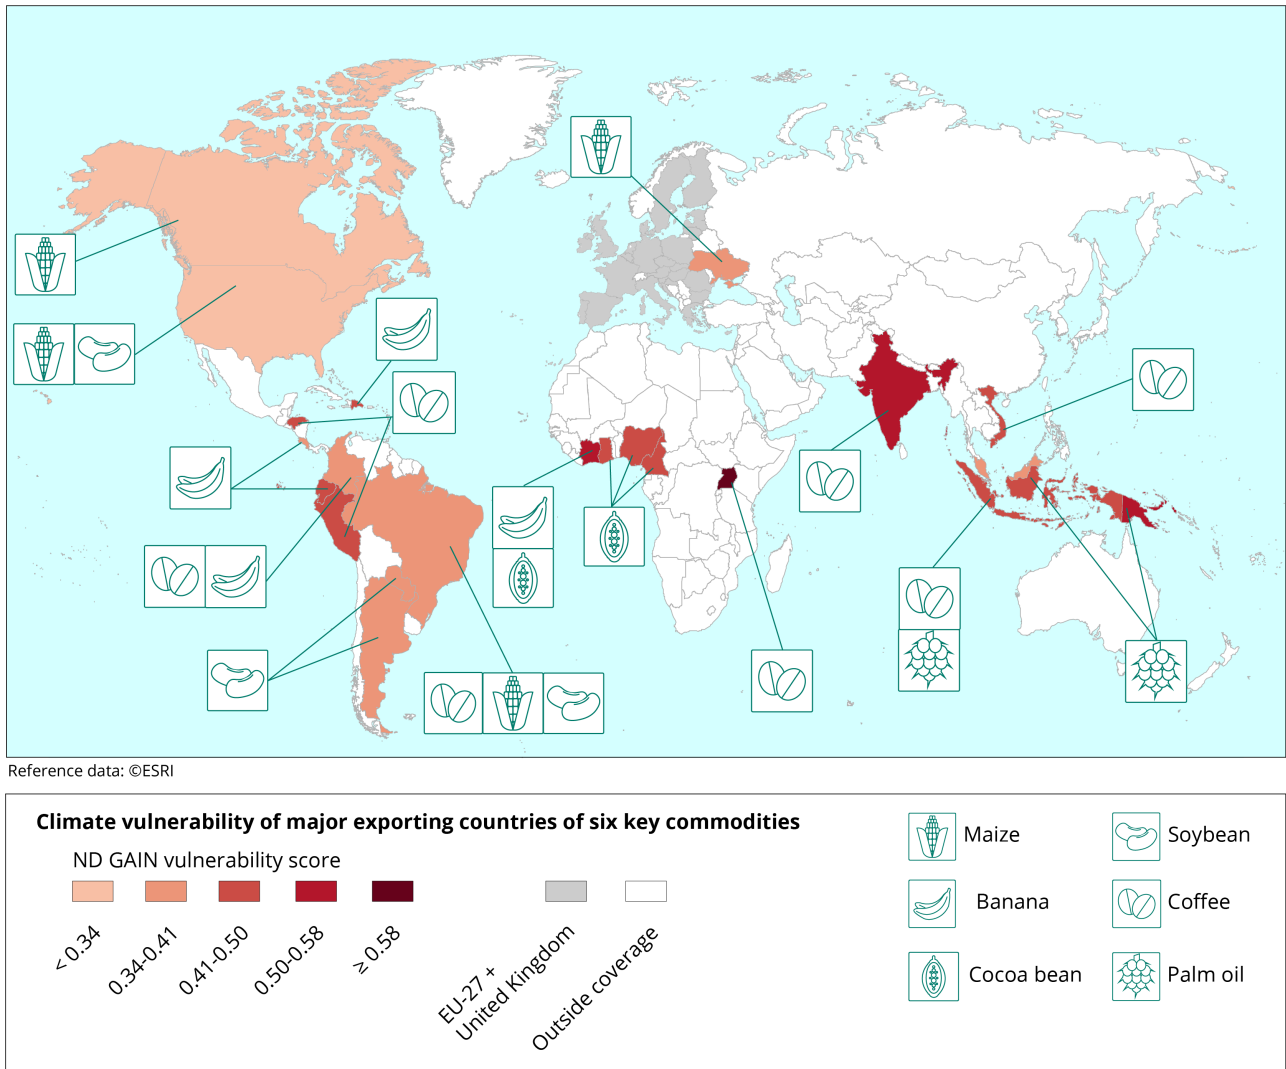 Reference data: ©ESRI
Climate vulnerability of major exporting countries of six key commodities
ND GAIN vulnerability score
< 0.34
0.34-0.41
0.41-0.50
0.50-0.58
≥ 0.58
EU-27 +
United Kingdom
Outside coverage
Maize
Soybean
Banana
Coffee
Cocoa bean
Palm oil